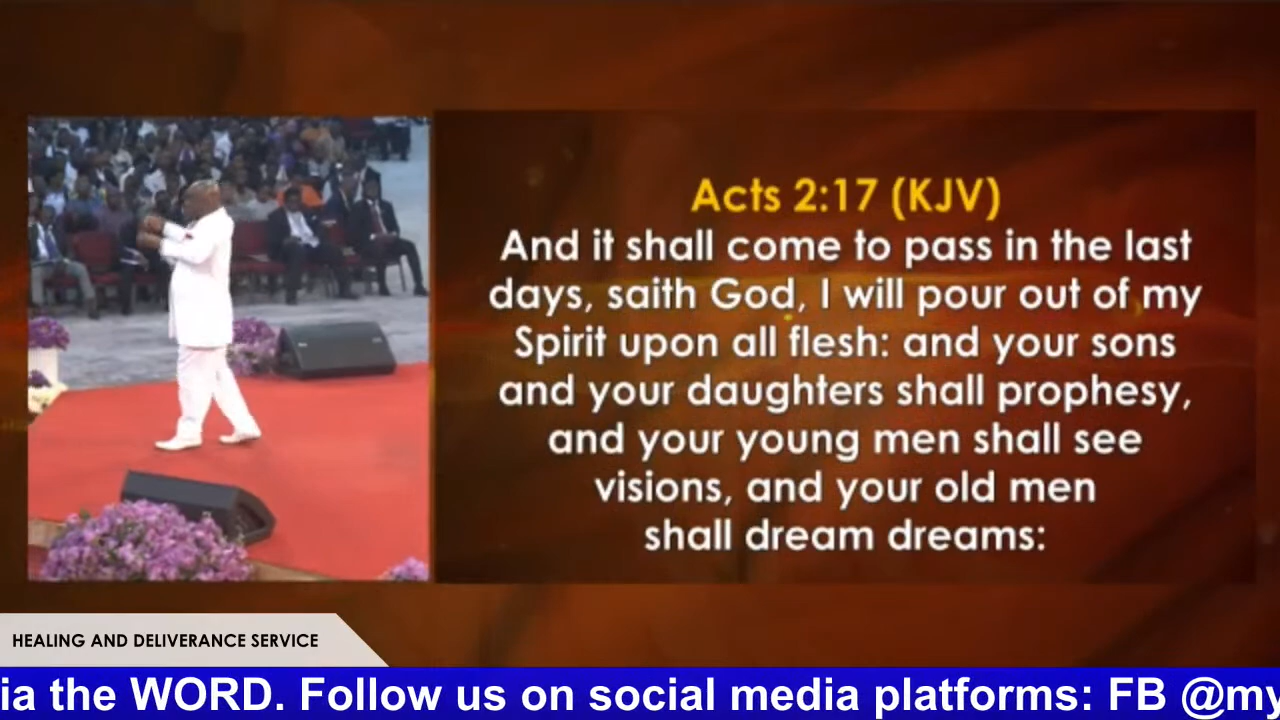 Acts 2:17 (KJV)
And it shall come to pass in the last
days, saith God, I will pour out of my
Spirit upon all flesh: and your sons
and your daughters shall prophesy,
and your young men shall see
visions, and your old men
shall dream dreams:
HEALING AND DELIVERANCE SERVICE
ia the WORD. Follow us on social media platforms: FB @my